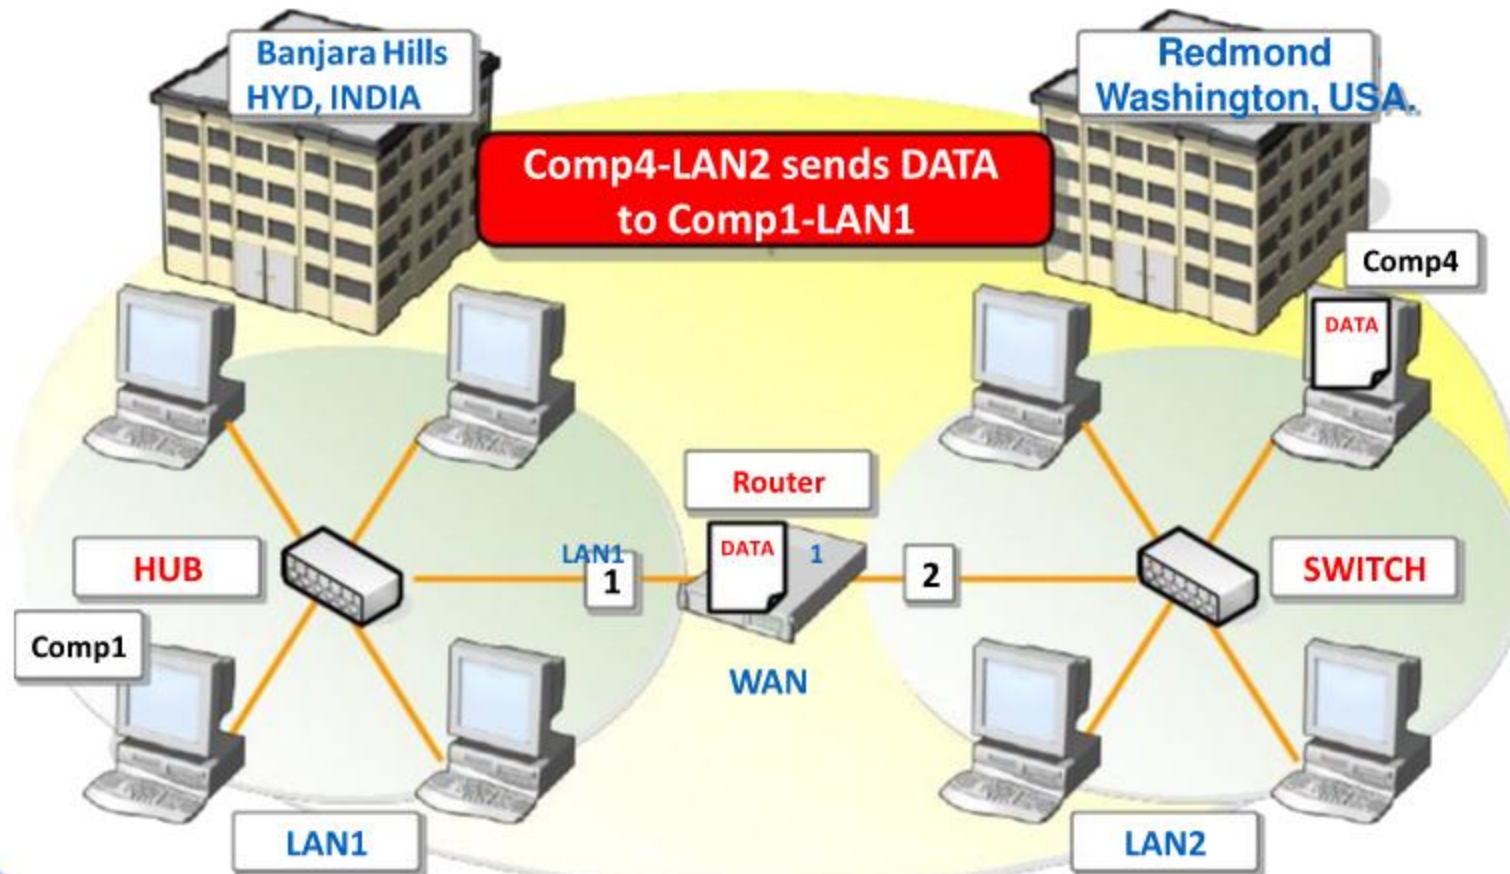 Banjara Hills
HYD, INDIA
Redmond
Washington, USA.
Comp4-LAN2 sends DATA
to Comp1-LAN1
Comp4
DATA
Router
HUB
LAN1
1
DATA
1
2
SWITCH
Comp1
WAN
LAN1
LAN2